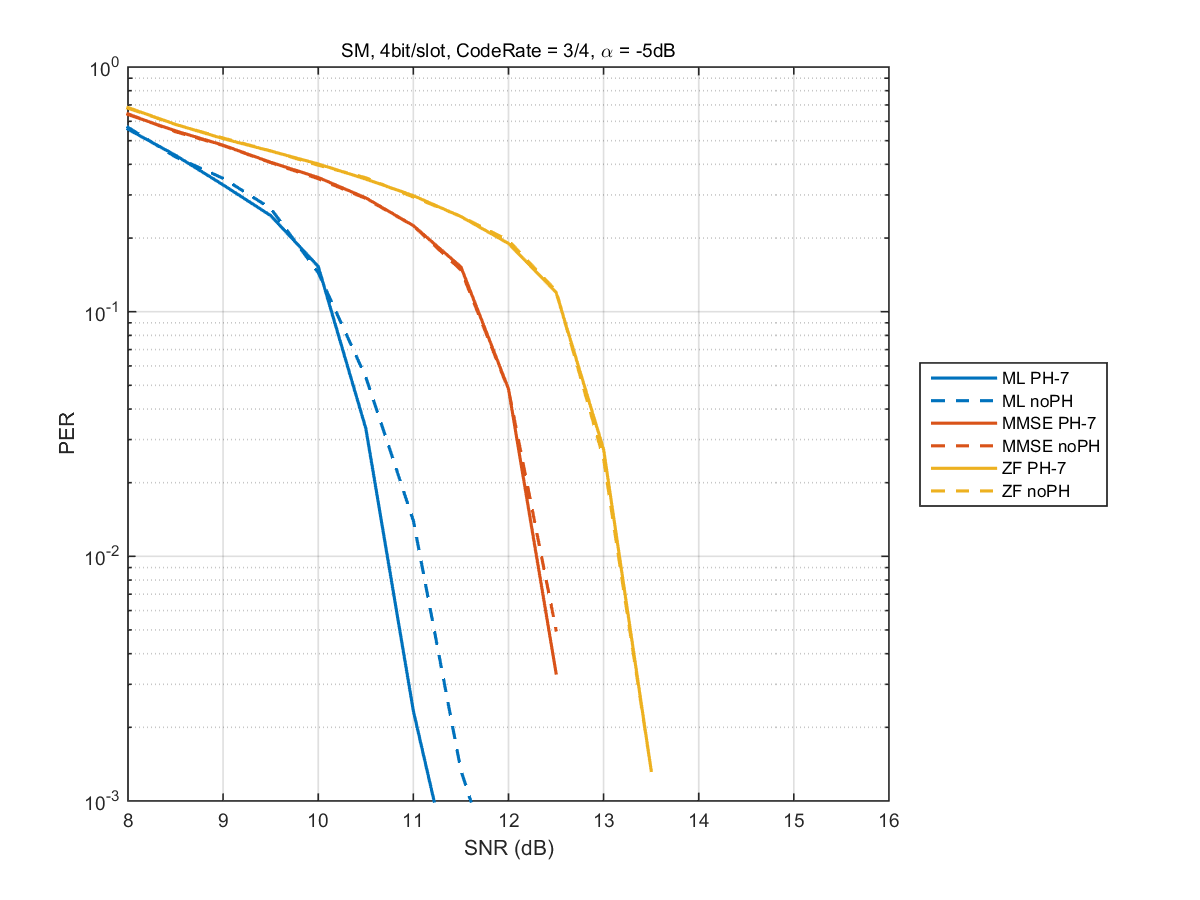 SM, 4bit/slot, CodeRate = 3/4, α = -5dB
10^0
10^-1
10^-2
10^-3
PER
8 9 10 11 12 13 14 15 16
SNR (dB)
ML PH-7
ML noPH
MMSE PH-7
MMSE noPH
ZF PH-7
ZF noPH